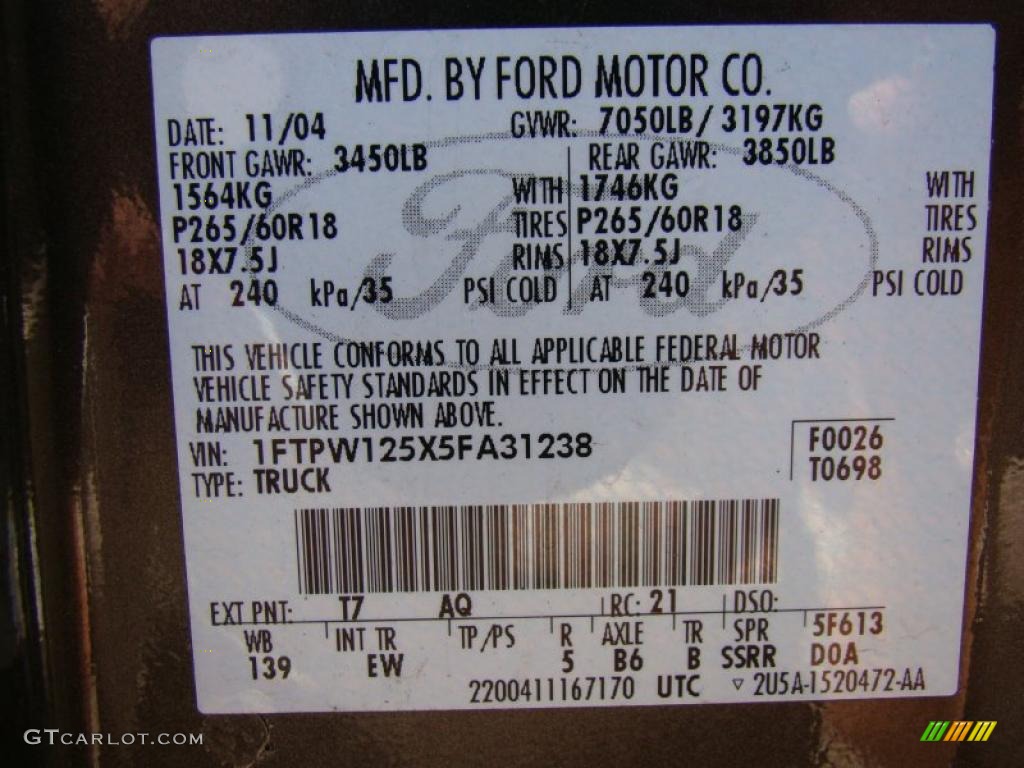 MFD. BY FORD MOTOR CO.
DATE: 11/04 GVWR: 7050LB/ 3197KG
FRONT GAWR: 3450LB REAR GAWR: 3850LB
1564KG WITH 1746KG WITH
P265/60R18 TIRES P265/60R18 TIRES
18X7.5J RIMS 18X7.5J RIMS
AT 240 kPa/35 PSI COLD AT 240 kPa/35 PSI COLD
Ford
THIS VEHICLE CONFORMS TO ALL APPLICABLE FEDERAL MOTOR
VEHICLE SAFETY STANDARDS IN EFFECT ON THE DATE OF
MANUFACTURE SHOWN ABOVE.
VIN: 1FTPW125X5FA31238 F0026
TYPE: TRUCK T0698
EXT PNT: T7 AQ RC: 21 DSO:
WB INT TR TP/PS R AXLE TR SPR 5F613
139 EW 5 B6 B SSRR D0A
2200411167170 UTC ▽ 2U5A-1520472-AA
GTCARLOT.COM